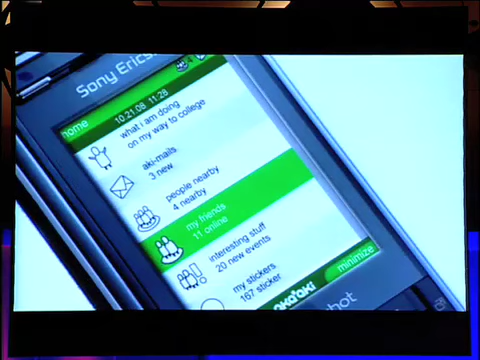 Sony Erics
home
10.21.08 11:28
what i am doing
on my way to college
aki-mails
3 new
people nearby
4 nearby
my friends
11 online
interesting stuff
20 new events
my stickers
167 sticker
aka'aki
minimize
shot